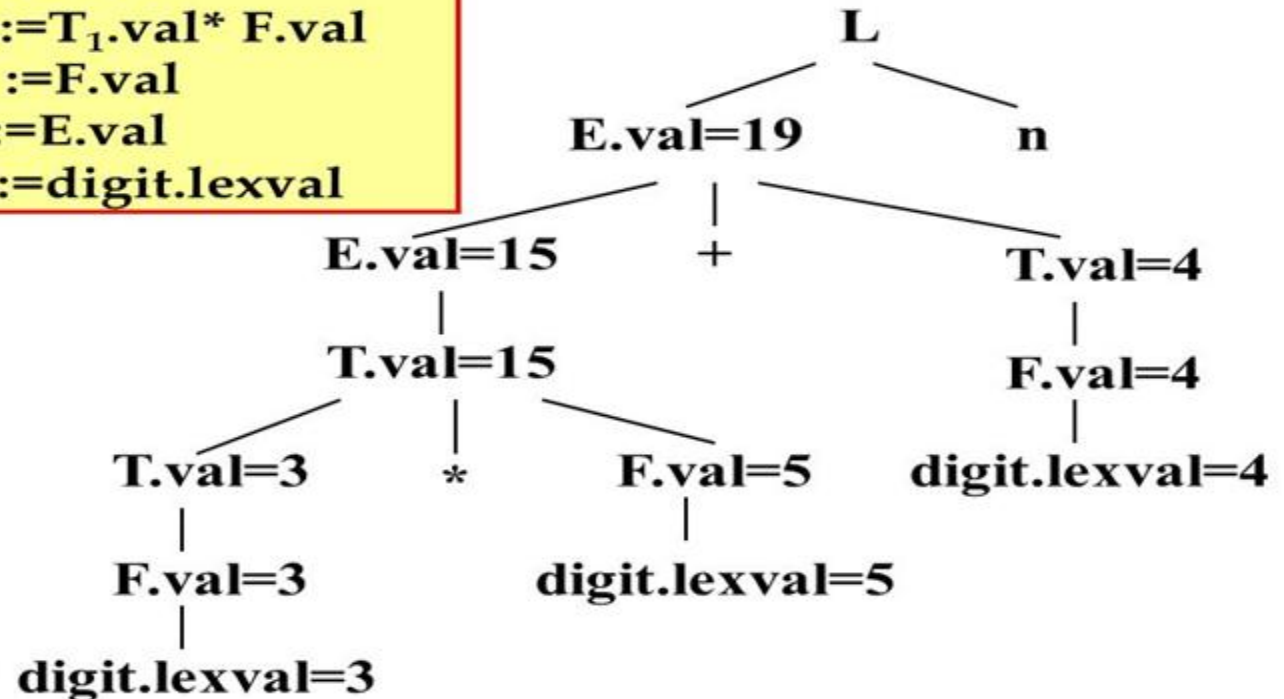 :=T₁.val* F.val
:=F.val
:=E.val
:=digit.lexval
L
E.val=19 n
E.val=15 + T.val=4
T.val=15 F.val=4
T.val=3 * F.val=5 digit.lexval=4
F.val=3 digit.lexval=5
digit.lexval=3